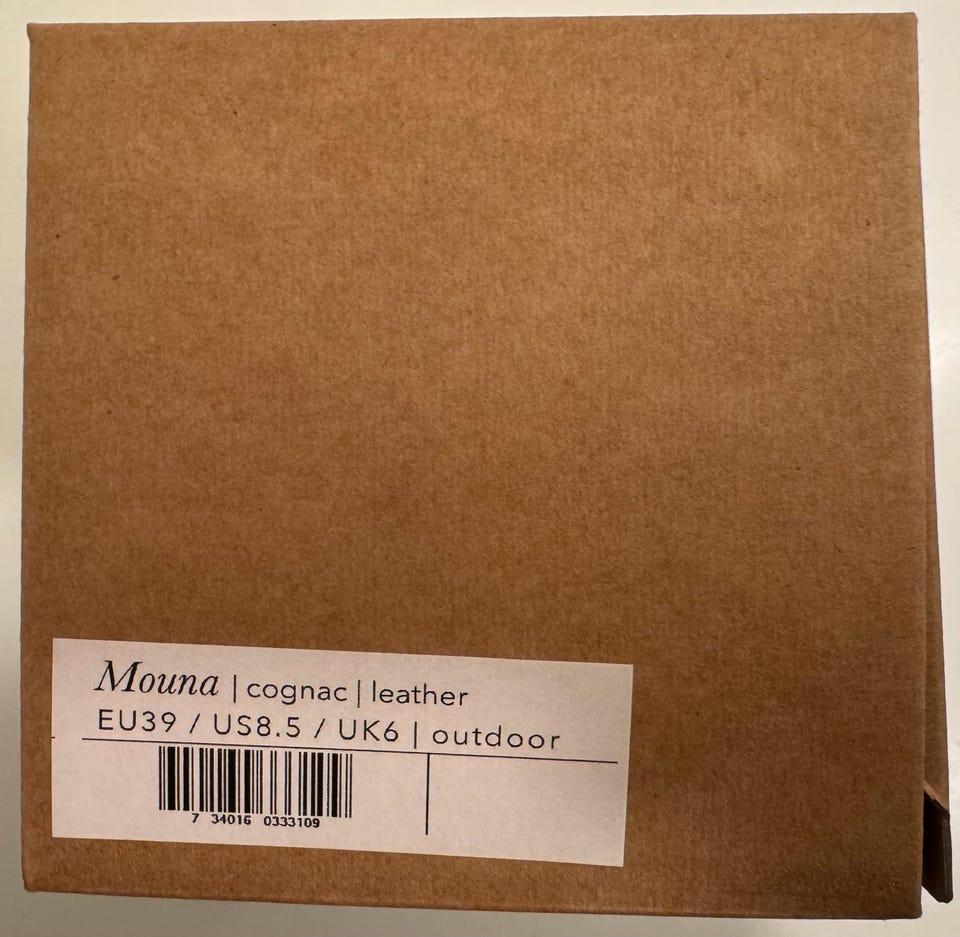 Mouna | cognac | leather
EU39 / US8.5 / UK6 | outdoor
7 34016 0333109